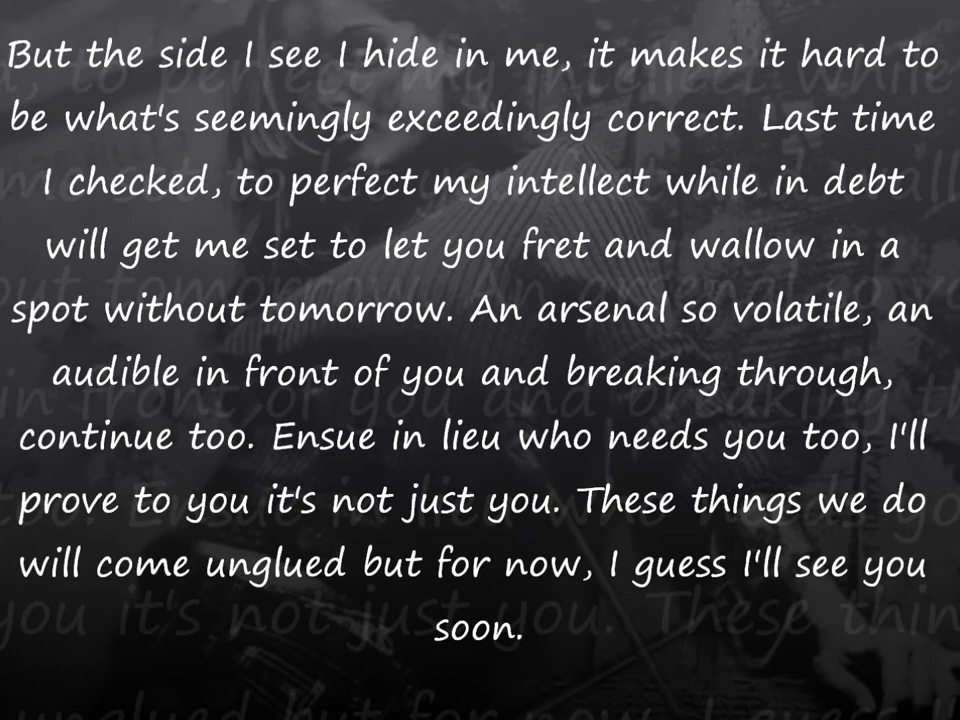 But the side I see I hide in me, it makes it hard to
be what's seemingly exceedingly correct. Last time
I checked, to perfect my intellect while in debt
will get me set to let you fret and wallow in a
spot without tomorrow. An arsenal so volatile, an
audible in front of you and breaking through,
continue too. Ensue in lieu who needs you too, I'll
prove to you it's not just you. These things we do
will come unglued but for now, I guess I'll see you
soon.